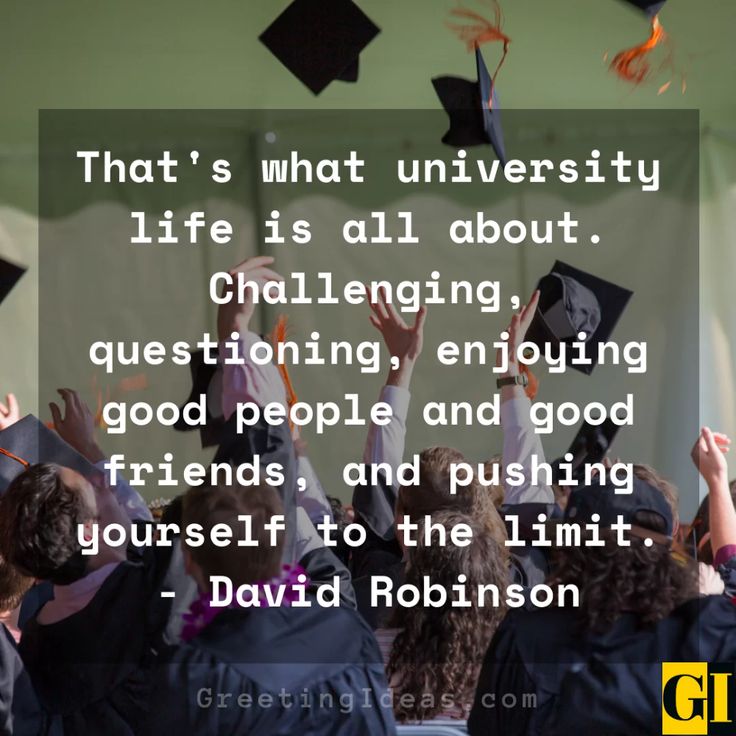 That's what university
life is all about.
Challenging,
questioning, enjoying
good people and good
friends, and pushing
yourself to the limit.
- David Robinson
GreetingIdeas.com
GI